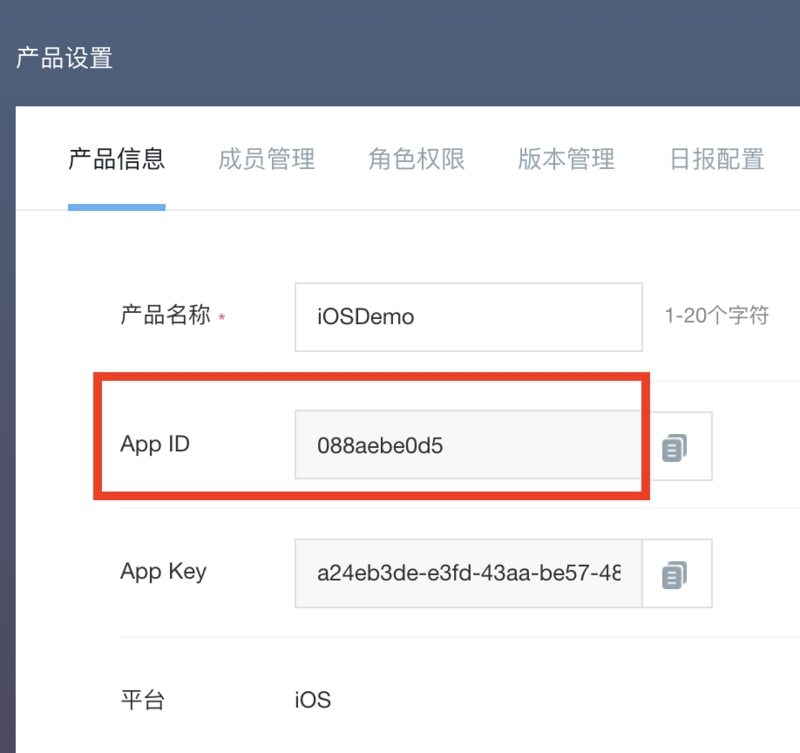 产品设置
产品信息 成员管理 角色权限 版本管理 日报配置
产品名称 * iOSDemo 1-20个字符
App ID 088aebe0d5
App Key a24eb3de-e3fd-43aa-be57-48
平台 iOS